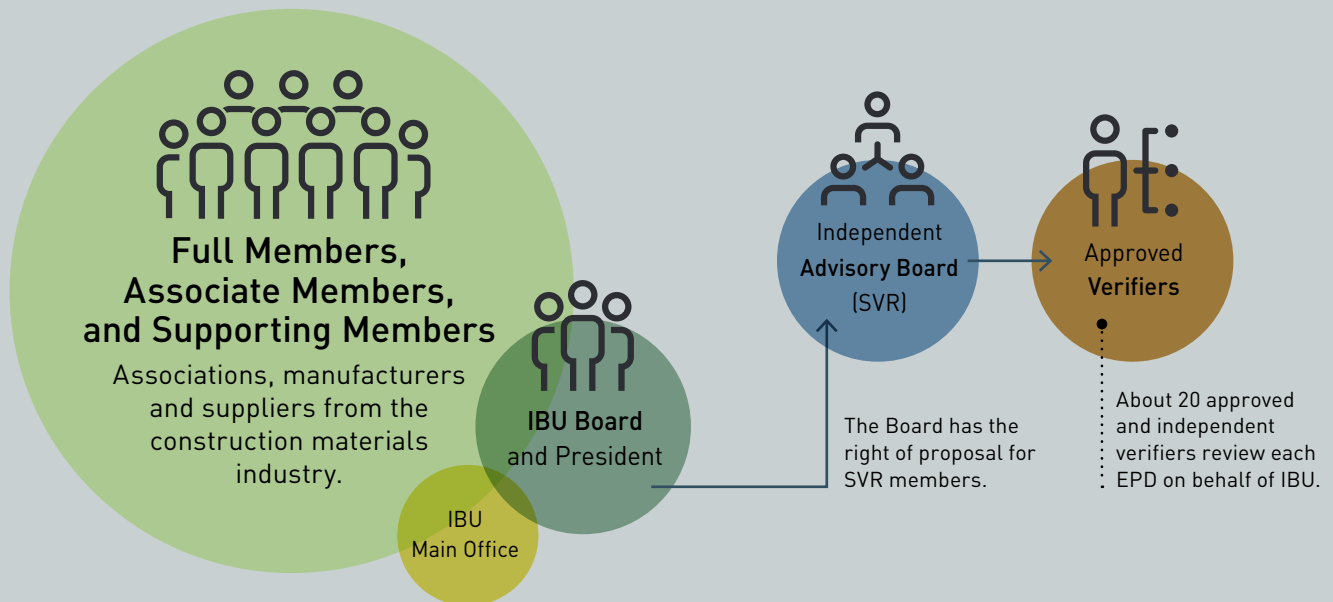 Full Members,
Associate Members,
and Supporting Members
Associations, manufacturers
and suppliers from the
construction materials
industry.
IBU Board
and President
IBU
Main Office
Independent
Advisory Board
(SVR)
The Board has the
right of proposal for
SVR members.
Approved
Verifiers
About 20 approved
and independent
verifiers review each
EPD on behalf of IBU.